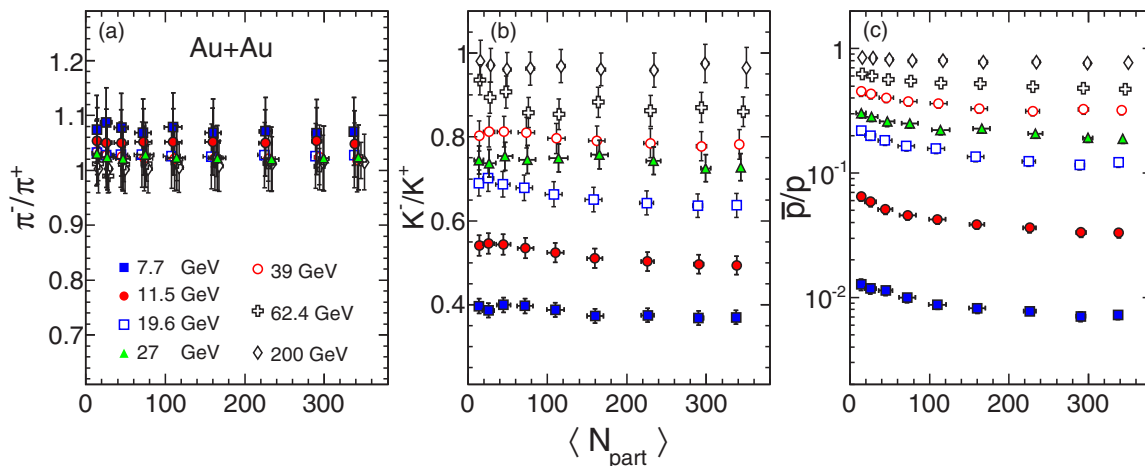 (a)
Au+Au
1.2
1.1
1
0.9
0.8
0.7
π⁻/π⁺
7.7 GeV
11.5 GeV
19.6 GeV
27 GeV
39 GeV
62.4 GeV
200 GeV
0 100 200 300
(b)
1
0.8
0.6
0.4
K⁻/K⁺
0 100 200 300
⟨ N_part ⟩
(c)
1
10⁻¹
10⁻²
p̅/p
0 100 200 300